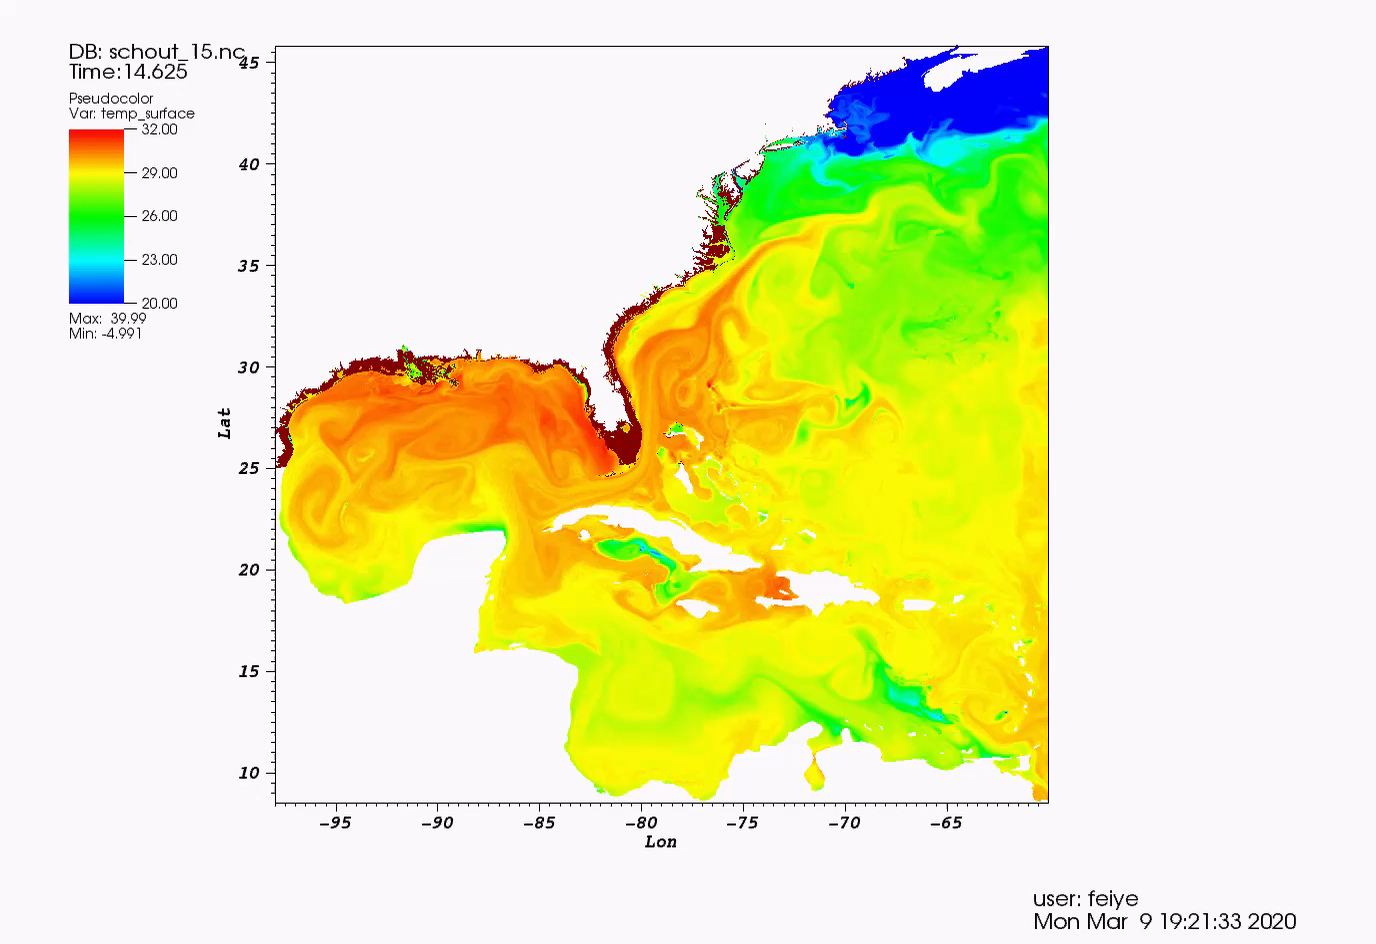 DB: schout_15.nc
Time:14.625
Pseudocolor
Var: temp_surface
32.00
29.00
26.00
23.00
20.00
Max: 39.99
Min: -4.991
45
40
35
30
25
20
15
10
Lat
-95
-90
-85
-80
-75
-70
-65
Lon
user: feiye
Mon Mar 9 19:21:33 2020